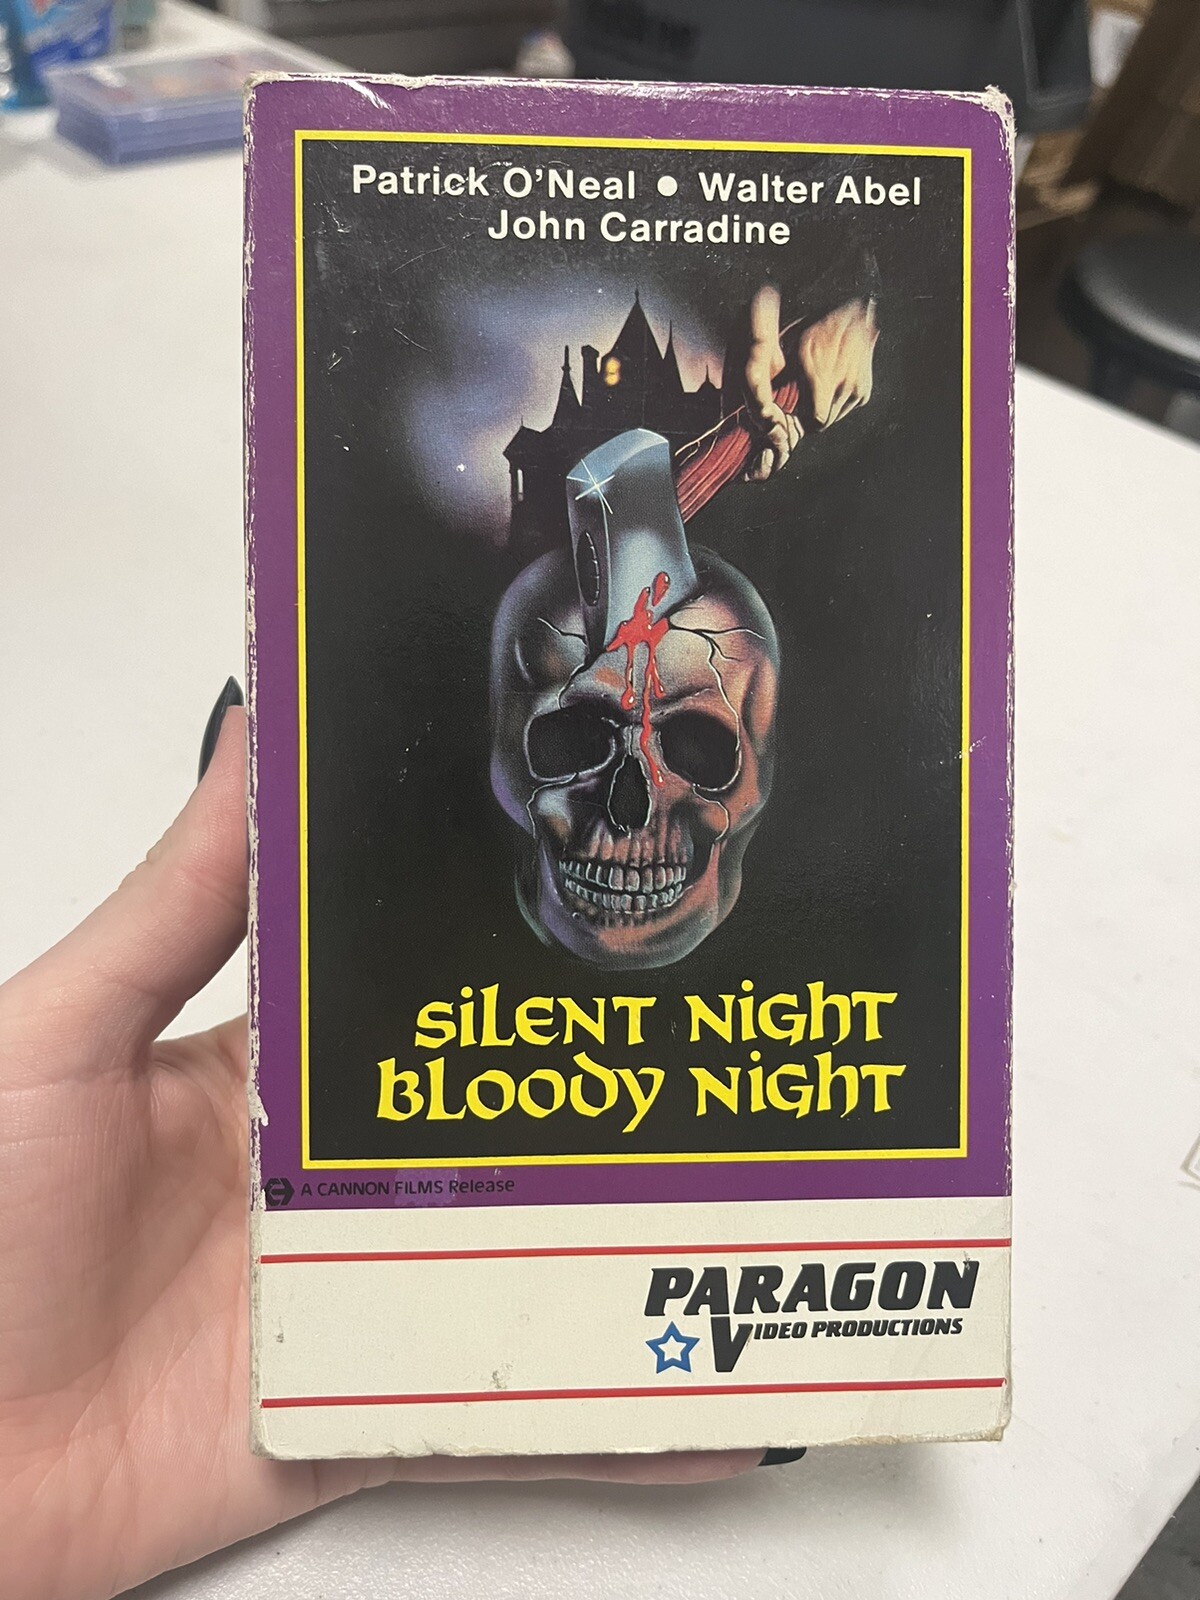 Patrick O'Neal • Walter Abel
John Carradine
SILENT NIGHT
BLOODY NIGHT
A CANNON FILMS Release
PARAGON
VIDEO PRODUCTIONS